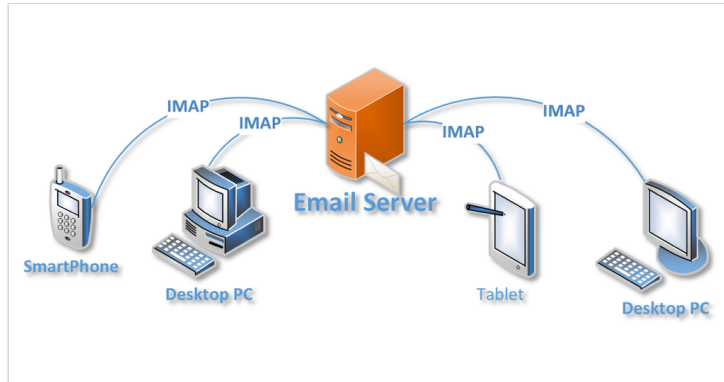 IMAP
IMAP
IMAP
IMAP
Email Server
SmartPhone
Desktop PC
Tablet
Desktop PC